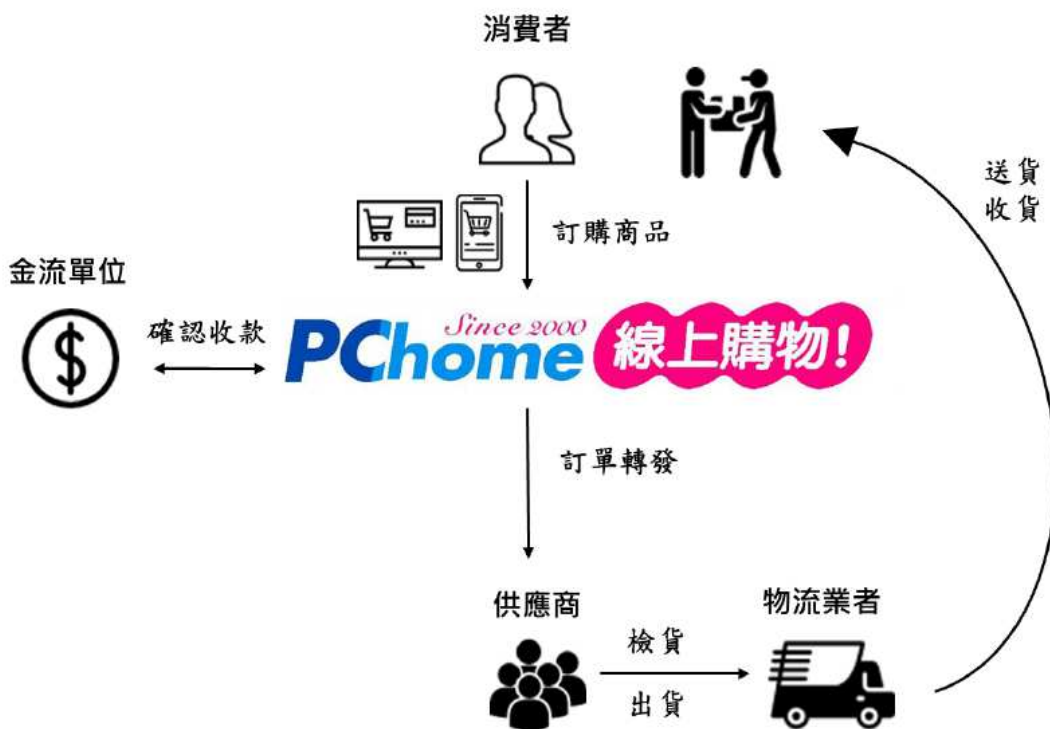 消費者
送貨
收貨
訂購商品
金流單位
確認收款
Since 2000
PChome 線上購物!
訂單轉發
供應商
物流業者
檢貨
出貨